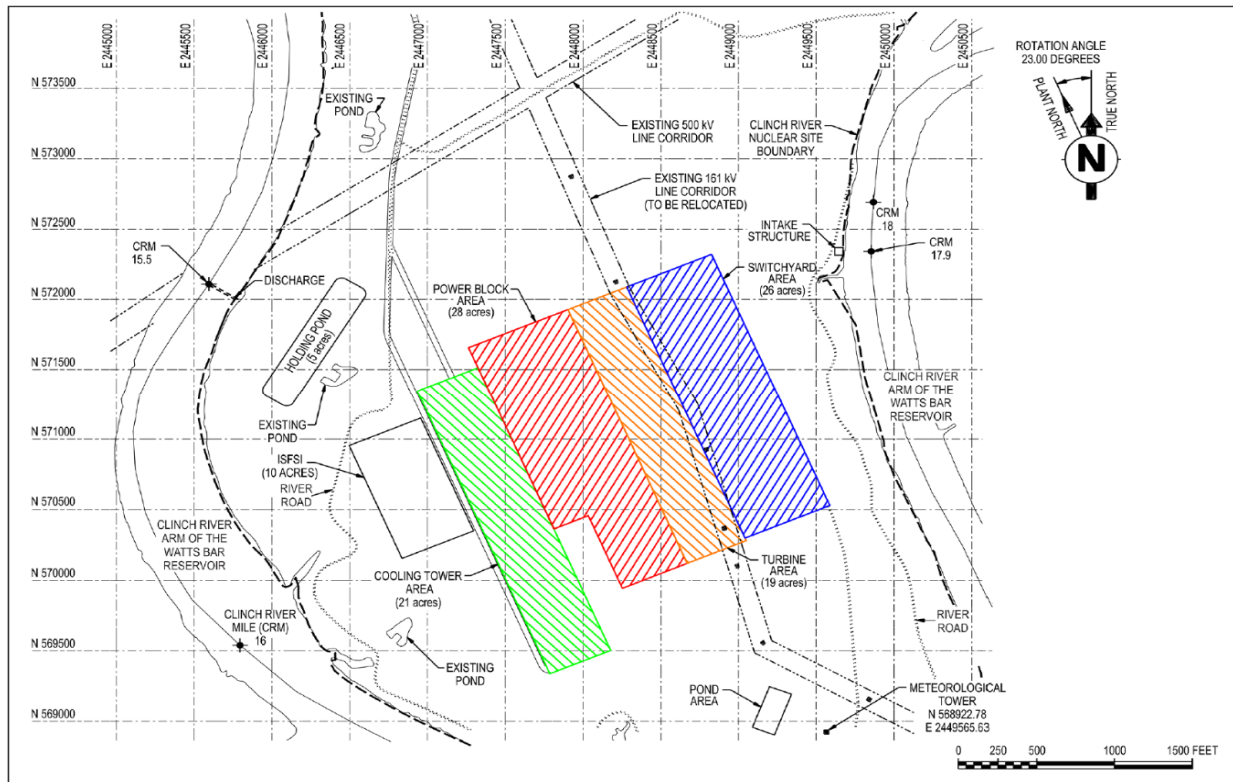 E 2445000
E 2445500
E 2446000
E 2446500
E 2447000
E 2447500
E 2448000
E 2448500
E 2449000
E 2449500
E 2450000
E 2450500
ROTATION ANGLE
23.00 DEGREES
PLANT NORTH
TRUE NORTH
N
N 573500
N 573000
N 572500
N 572000
N 571500
N 571000
N 570500
N 570000
N 569500
N 569000
EXISTING
POND
EXISTING 500 kV
LINE CORRIDOR
CLINCH RIVER
NUCLEAR SITE
BOUNDARY
EXISTING 161 kV
LINE CORRIDOR
(TO BE RELOCATED)
CRM
18
INTAKE
STRUCTURE
CRM
17.9
CRM
15.5
DISCHARGE
SWITCHYARD
AREA
(26 acres)
POWER BLOCK
AREA
(28 acres)
HOLDING POND
(5 acres)
CLINCH RIVER
ARM OF THE
WATTS BAR
RESERVOIR
EXISTING
POND
ISFSI
(10 ACRES)
RIVER
ROAD
CLINCH RIVER
ARM OF THE
WATTS BAR
RESERVOIR
COOLING TOWER
AREA
(21 acres)
TURBINE
AREA
(19 acres)
CLINCH RIVER
MILE (CRM)
16
RIVER
ROAD
EXISTING
POND
POND
AREA
METEOROLOGICAL
TOWER
N 568922.78
E 2449565.63
0 250 500 1000 1500 FEET